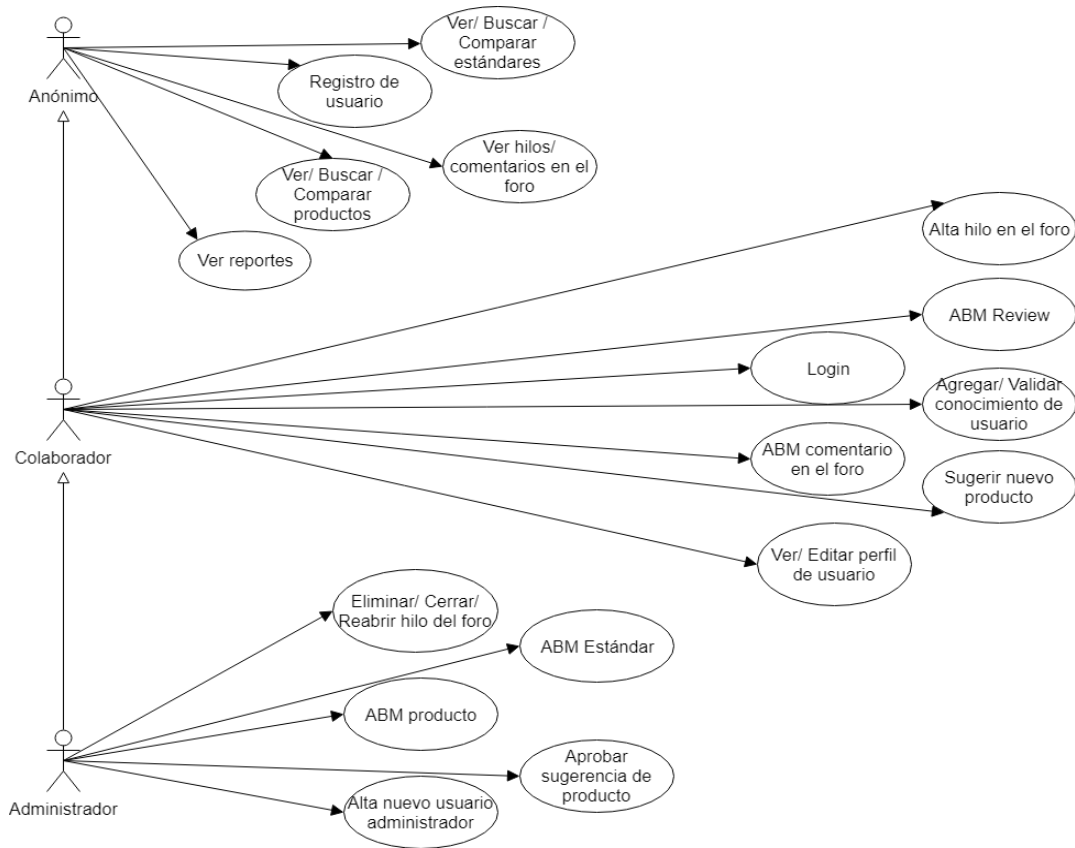 Anónimo
Ver/ Buscar /
Comparar
estándares
Registro de
usuario
Ver hilos/
comentarios en el
foro
Ver/ Buscar /
Comparar
productos
Ver reportes
Alta hilo en el foro
ABM Review
Login
Agregar/ Validar
conocimiento de
usuario
Colaborador
ABM comentario
en el foro
Sugerir nuevo
producto
Ver/ Editar perfil
de usuario
Eliminar/ Cerrar/
Reabrir hilo del foro
ABM Estándar
ABM producto
Aprobar
sugerencia de
producto
Administrador
Alta nuevo usuario
administrador